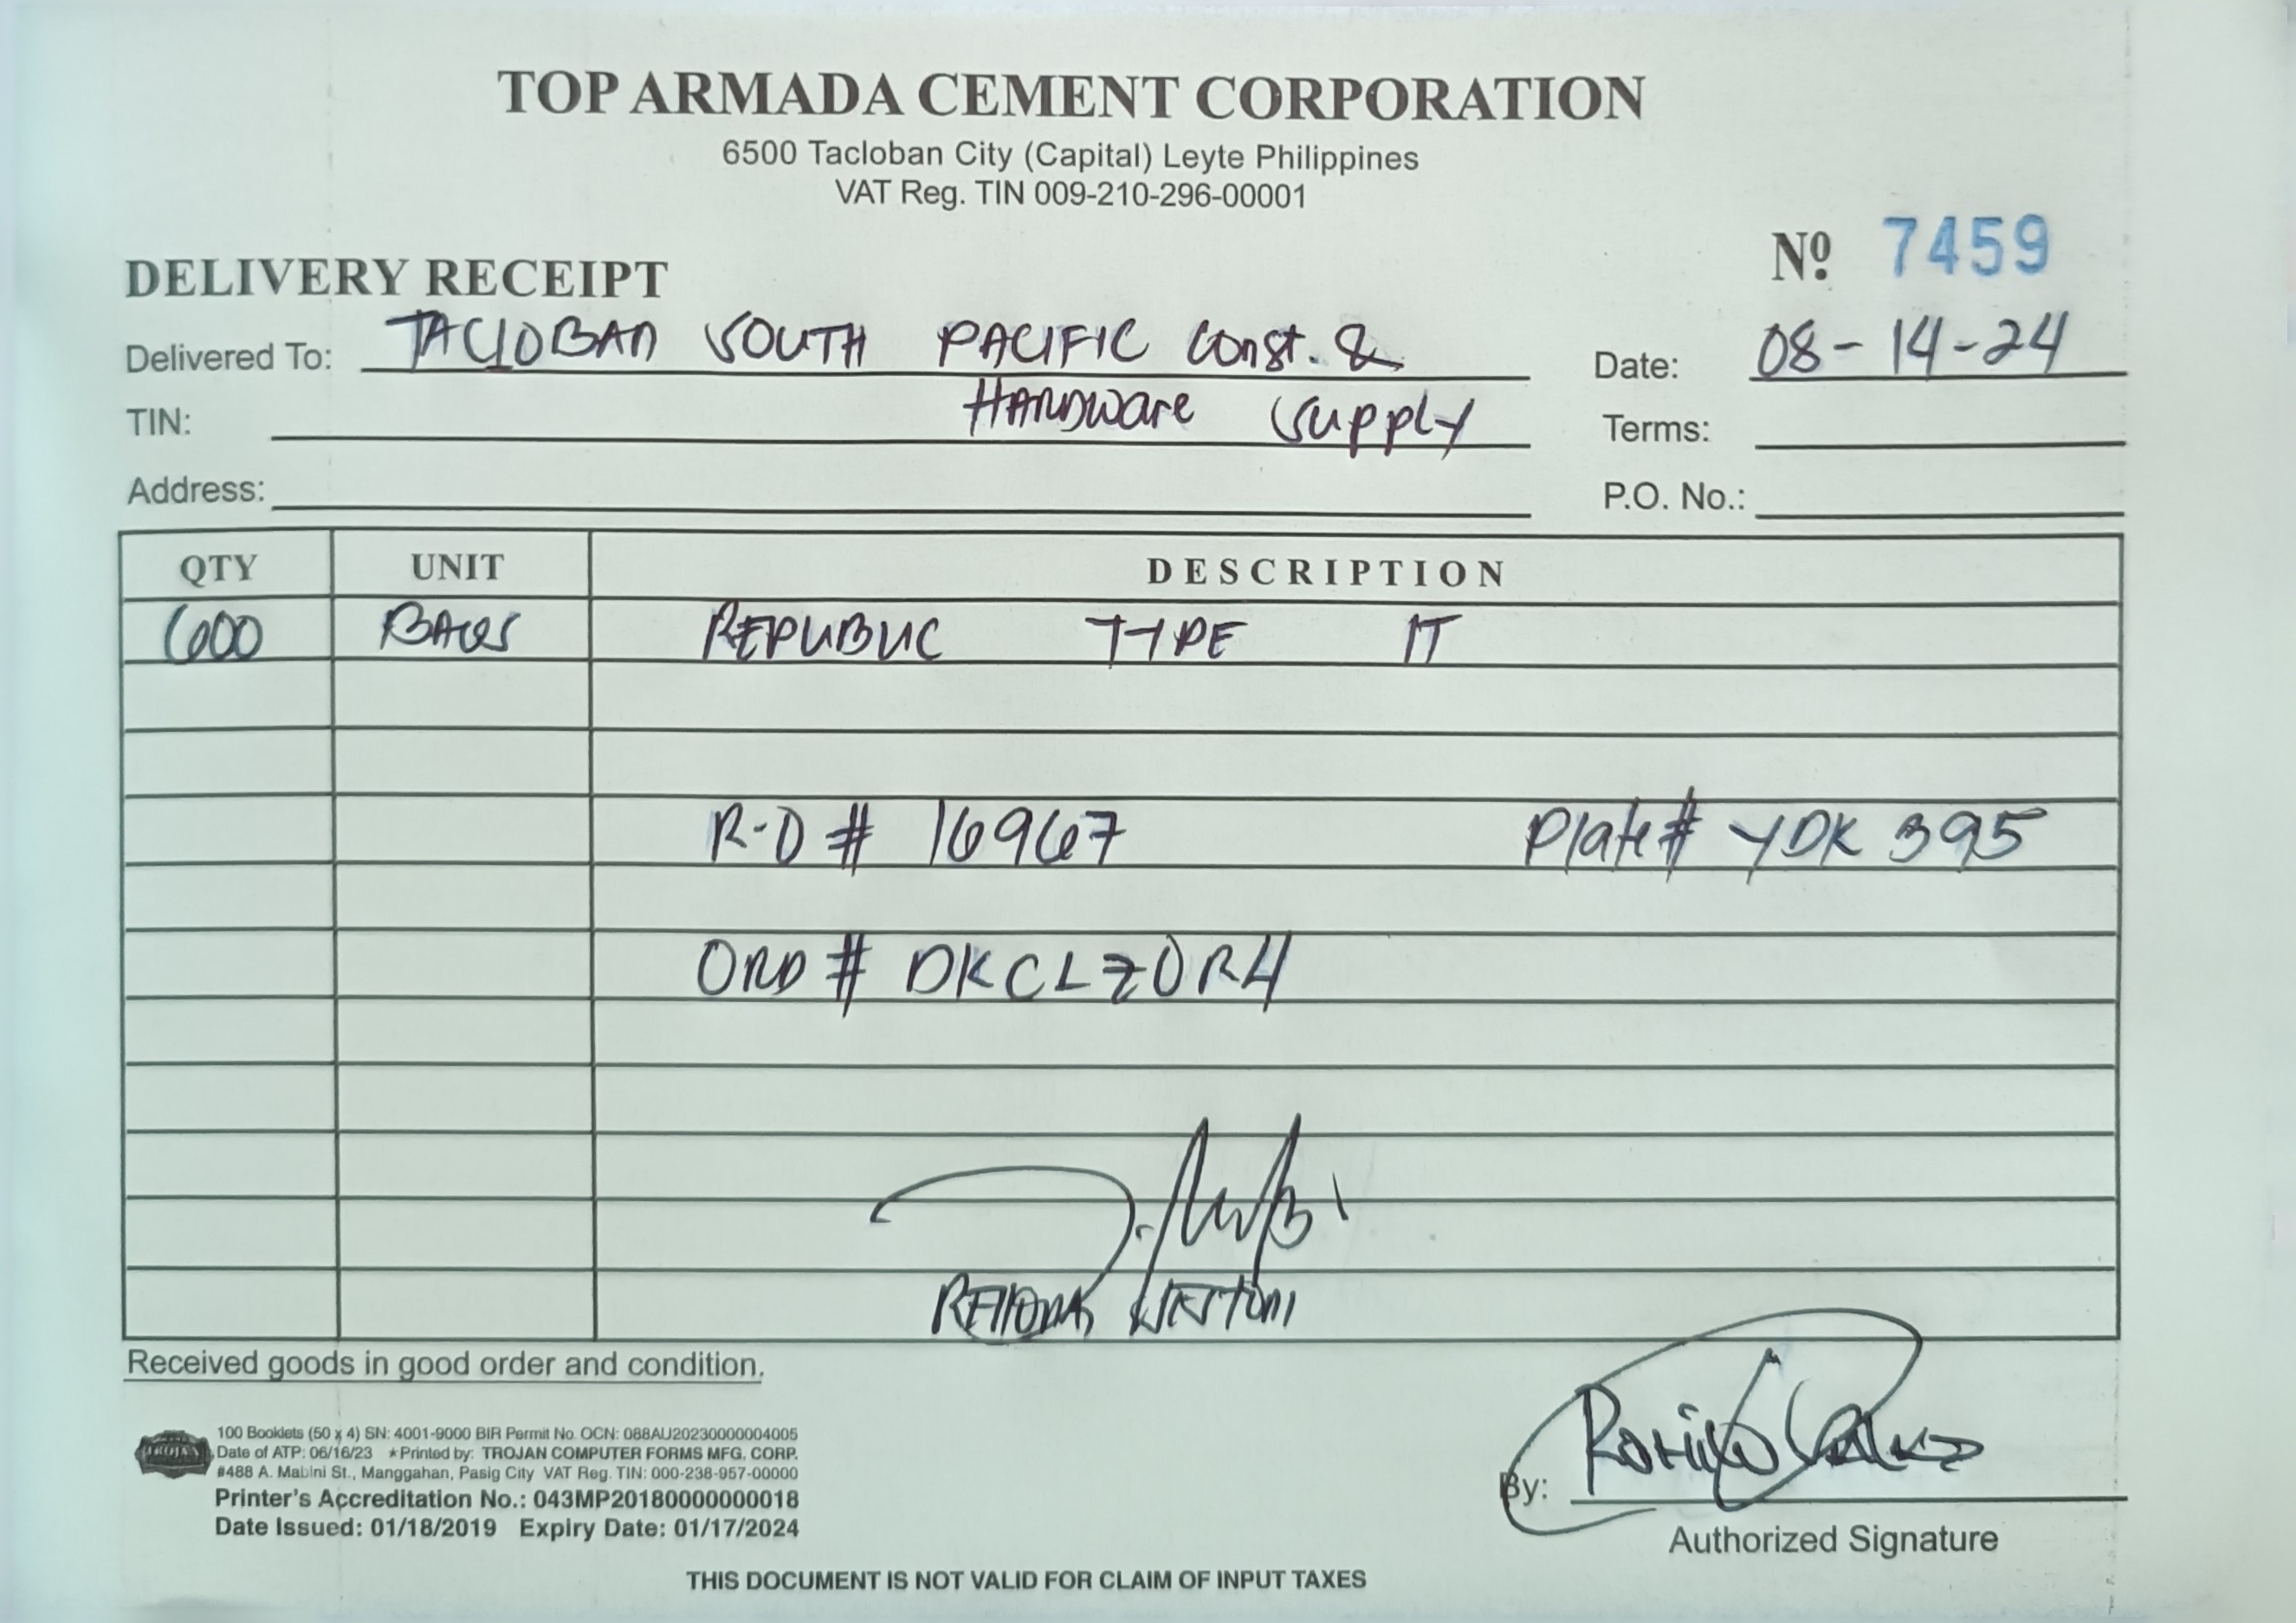 TOP ARMADA CEMENT CORPORATION
6500 Tacloban City (Capital) Leyte Philippines
VAT Reg. TIN 009-210-296-00001
DELIVERY RECEIPT
Nº 7459
Delivered To: TACLOBAN SOUTH PACIFIC Const. &
Date: 08-14-24
TIN: HARDWare Supply
Terms:
Address:
P.O. No.:
QTY UNIT DESCRIPTION
600 BAGS REPUBLIC TYPE IT
R-O # 16967 Plate# YDK 395
ORD # DKCLZ0R4
Received goods in good order and condition.
TROJAN
100 Booklets (50 x 4) SN: 4001-9000 BIR Permit No. OCN: 088AU20230000004005
Date of ATP: 06/16/23 ★Printed by: TROJAN COMPUTER FORMS MFG. CORP.
#488 A. Mabini St., Manggahan, Pasig City VAT Reg. TIN: 000-238-957-00000
Printer's Accreditation No.: 043MP20180000000018
Date Issued: 01/18/2019 Expiry Date: 01/17/2024
By:
Authorized Signature
THIS DOCUMENT IS NOT VALID FOR CLAIM OF INPUT TAXES